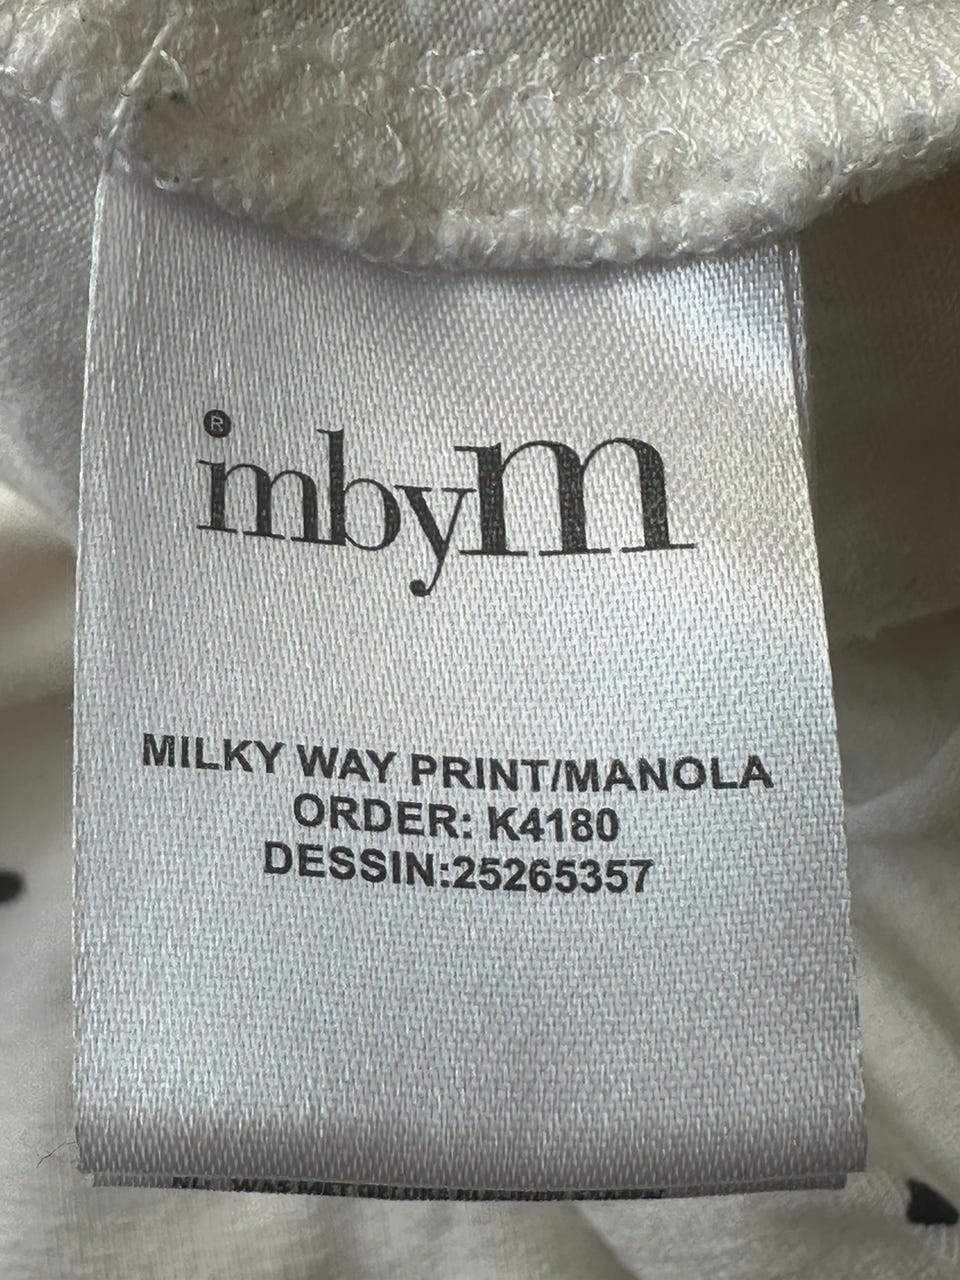 ®
imbym
MILKY WAY PRINT/MANOLA
ORDER: K4180
DESSIN:25265357